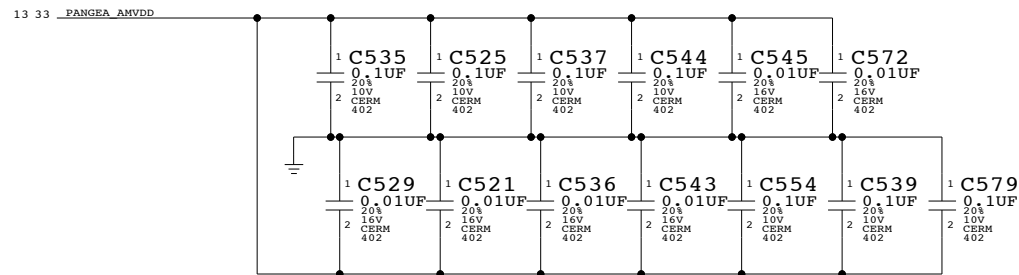 13 33 PANGEA_AMVDD
1 C535
0.1UF
20%
10V
2 CERM
402
1 C525
0.1UF
20%
10V
2 CERM
402
1 C537
0.1UF
20%
10V
2 CERM
402
1 C544
0.1UF
20%
10V
2 CERM
402
1 C545
0.01UF
20%
16V
2 CERM
402
1 C572
0.01UF
20%
16V
2 CERM
402
1 C529
0.01UF
20%
16V
2 CERM
402
1 C521
0.01UF
20%
16V
2 CERM
402
1 C536
0.01UF
20%
16V
2 CERM
402
1 C543
0.01UF
20%
16V
2 CERM
402
1 C554
0.1UF
20%
10V
2 CERM
402
1 C539
0.1UF
20%
10V
2 CERM
402
1 C579
0.1UF
20%
10V
2 CERM
402